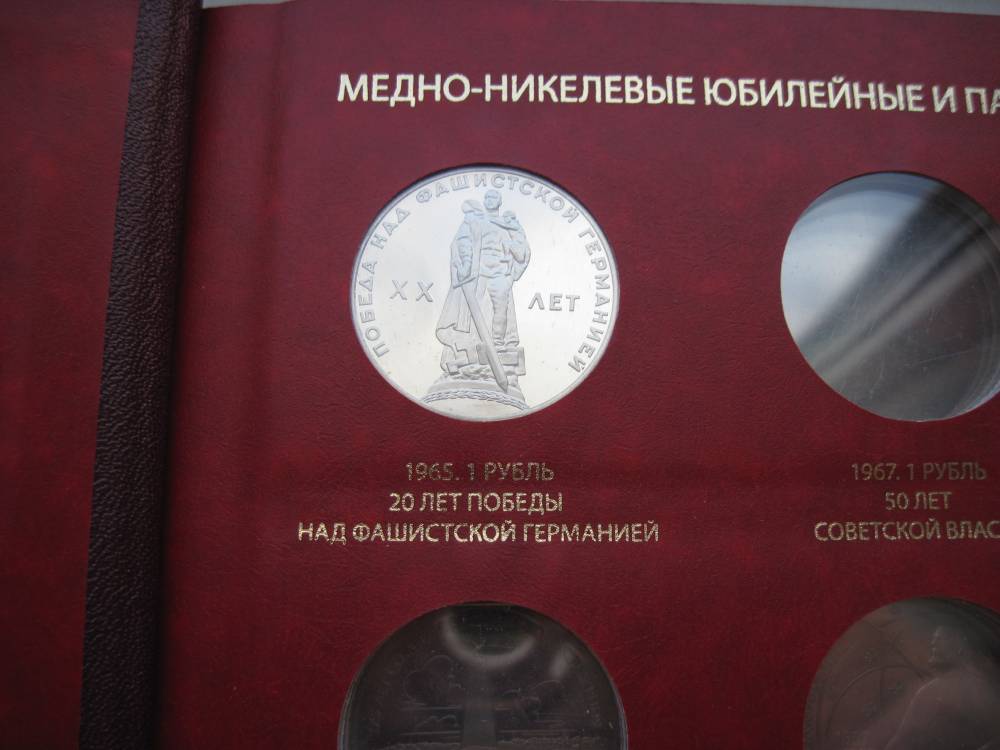 МЕДНО-НИКЕЛЕВЫЕ ЮБИЛЕЙНЫЕ И ПА
ПОБЕДА НАД ФАШИСТСКОЙ ГЕРМАНИЕЙ
XX ЛЕТ
1965. 1 РУБЛЬ
20 ЛЕТ ПОБЕДЫ
НАД ФАШИСТСКОЙ ГЕРМАНИЕЙ
1967. 1 РУБЛЬ
50 ЛЕТ
СОВЕТСКОЙ ВЛАС